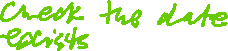 check the date
exists